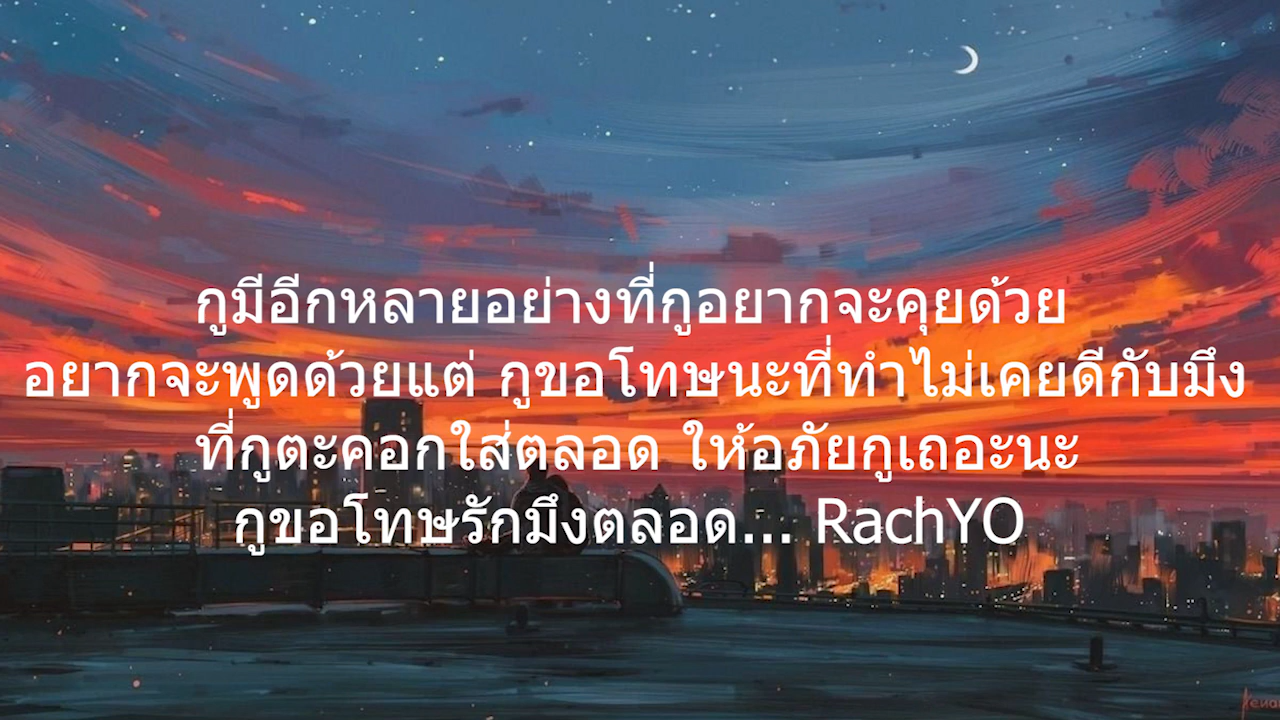 กูมีอีกหลายอย่างที่กูอยากจะคุยด้วย
อยากจะพูดด้วยแต่ กูขอโทษนะที่ทำไม่เคยดีกับมึง
ที่กูตะคอกใส่ตลอด ให้อภัยกูเถอะนะ
กูขอโทษรักมึงตลอด... RachYO